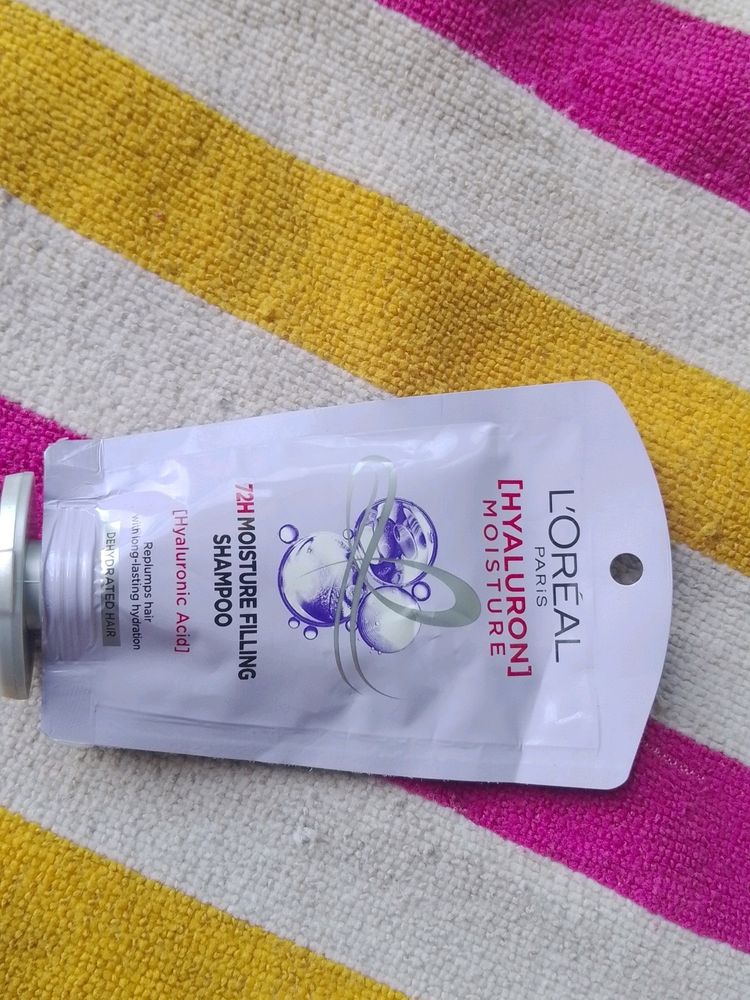 L'ORÉAL
PARiS
[HYALURON]
MOISTURE
72H MOISTURE FILLING
SHAMPOO
[Hyaluronic Acid]
Replumps hair
with long-lasting hydration
DEHYDRATED HAIR